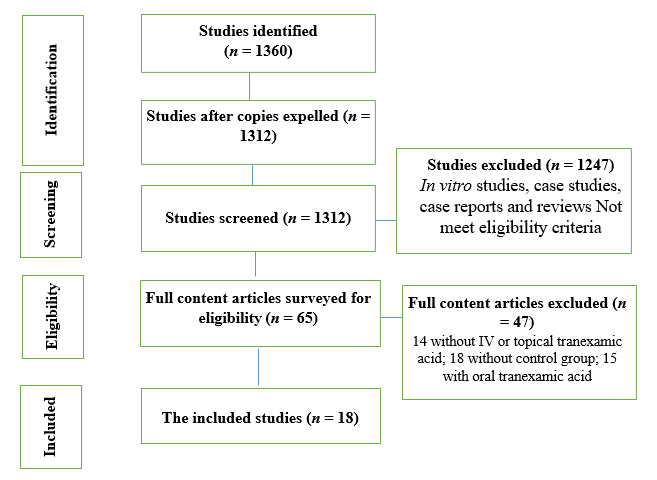 Identification
Studies identified
(n = 1360)
Studies after copies expelled (n =
1312)
Screening
Studies screened (n = 1312)
Studies excluded (n = 1247)
In vitro studies, case studies,
case reports and reviews Not
meet eligibility criteria
Eligibility
Full content articles surveyed for
eligibility (n = 65)
Full content articles excluded (n
= 47)
14 without IV or topical tranexamic
acid; 18 without control group; 15
with oral tranexamic acid
Included
The included studies (n = 18)